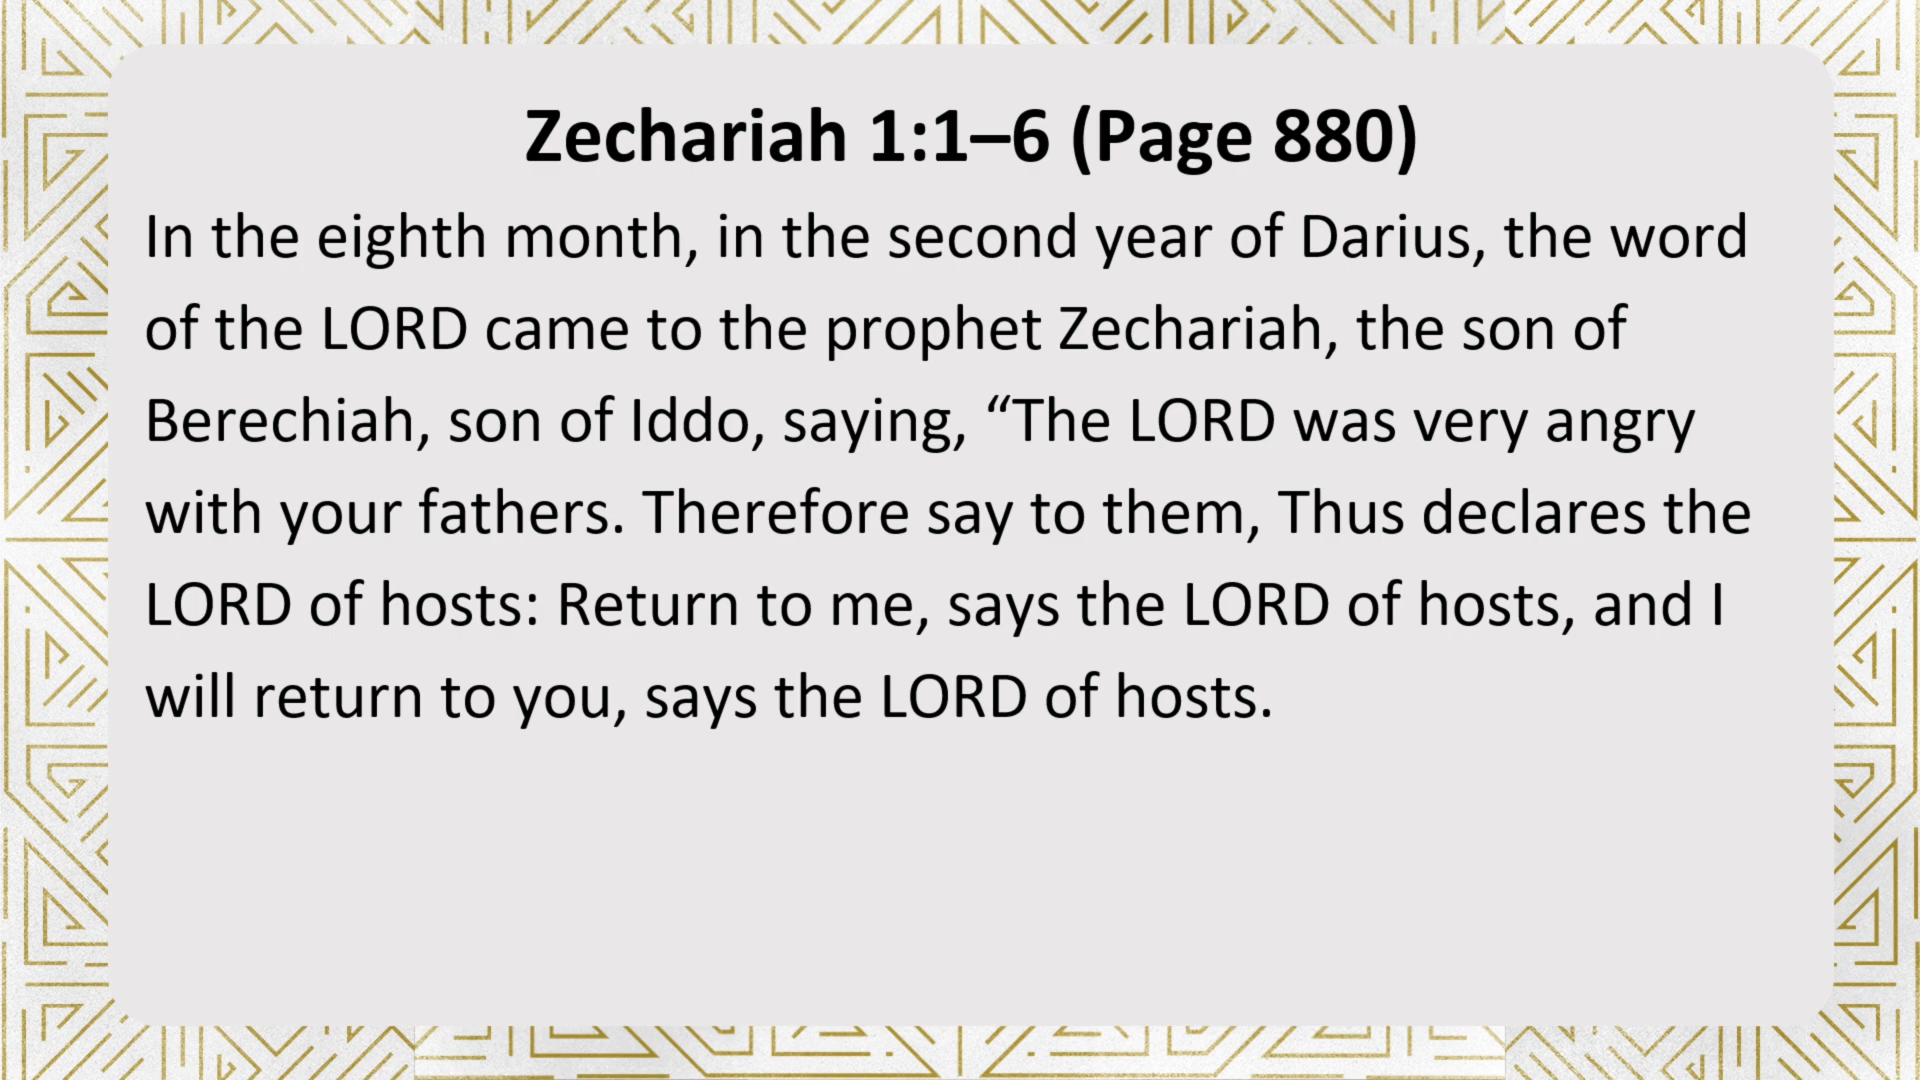 Zechariah 1:1–6 (Page 880)
In the eighth month, in the second year of Darius, the word
of the LORD came to the prophet Zechariah, the son of
Berechiah, son of Iddo, saying, “The LORD was very angry
with your fathers. Therefore say to them, Thus declares the
LORD of hosts: Return to me, says the LORD of hosts, and I
will return to you, says the LORD of hosts.